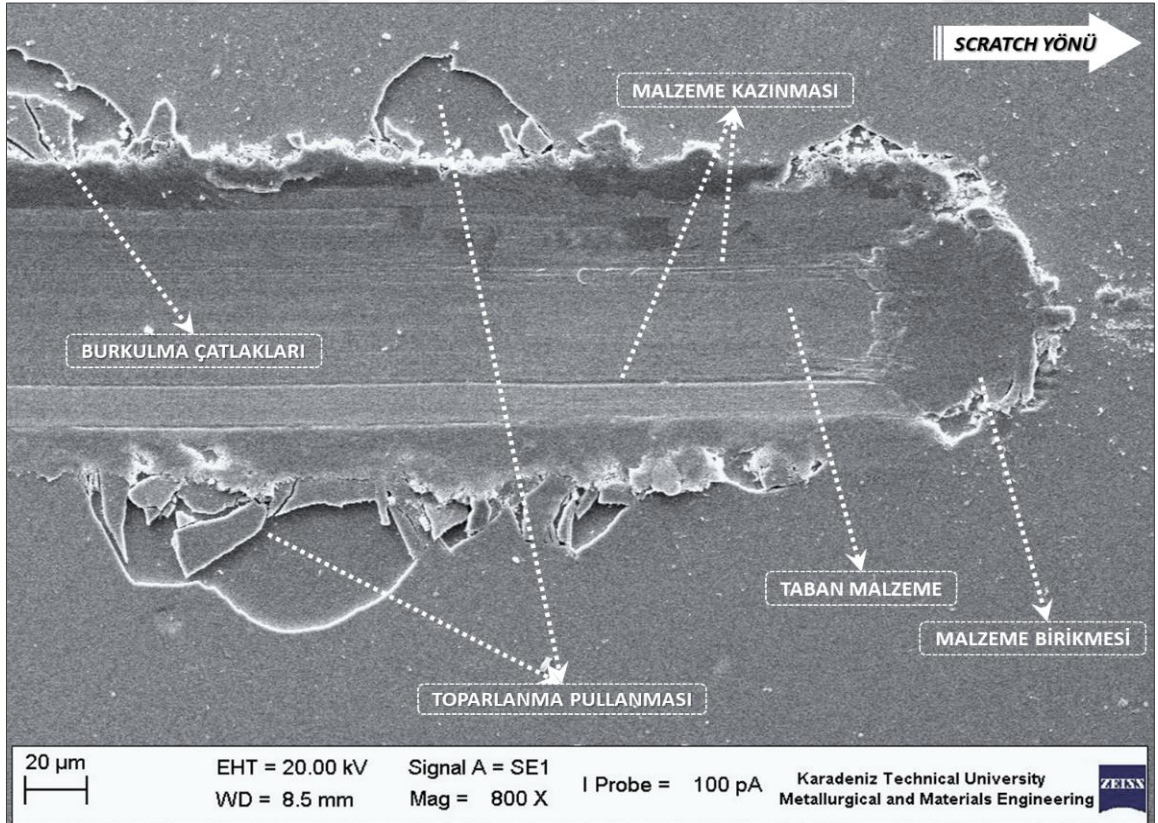 SCRATCH YÖNÜ
MALZEME KAZINMASI
BURKULMA ÇATLAKLARI
TABAN MALZEME
MALZEME BİRİKMESİ
TOPARLANMA PULLANMASI
20 µm
EHT = 20.00 kV
Signal A = SE1
WD = 8.5 mm
Mag = 800 X
I Probe = 100 pA
Karadeniz Technical University
Metallurgical and Materials Engineering
ZEISS